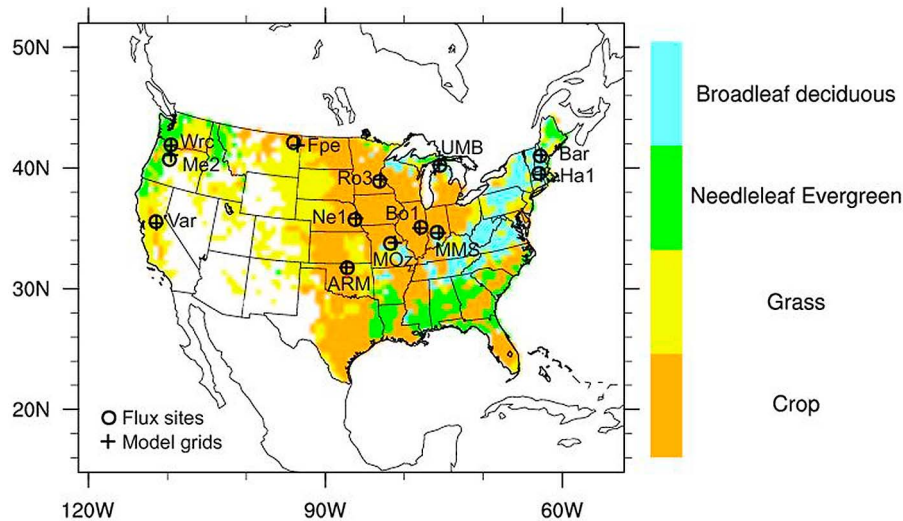 50N
40N
30N
20N
120W
90W
60W
Wrc
Me2
Fpe
UMB
Bar
Ha1
Ro3
Var
Ne1
Bo1
MMS
MOz
ARM
O Flux sites
+ Model grids
Broadleaf deciduous
Needleleaf Evergreen
Grass
Crop